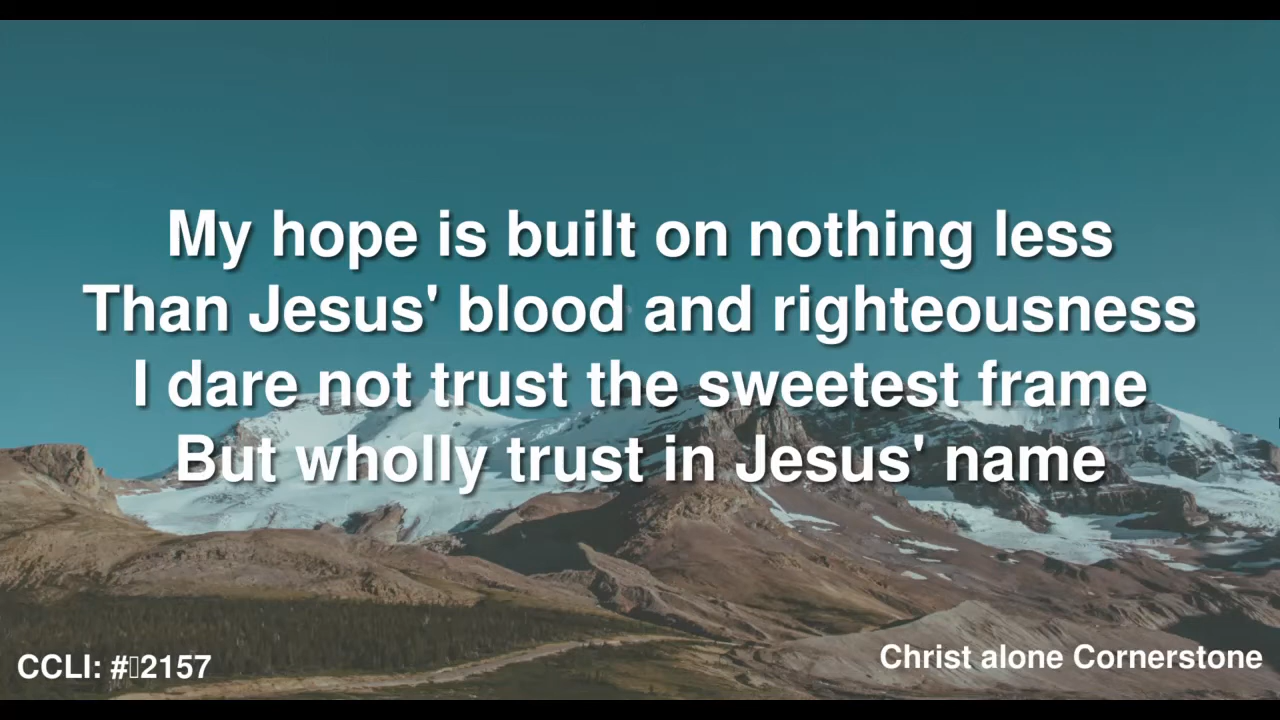 My hope is built on nothing less
Than Jesus' blood and righteousness
I dare not trust the sweetest frame
But wholly trust in Jesus' name
CCLI: #▯2157
Christ alone Cornerstone